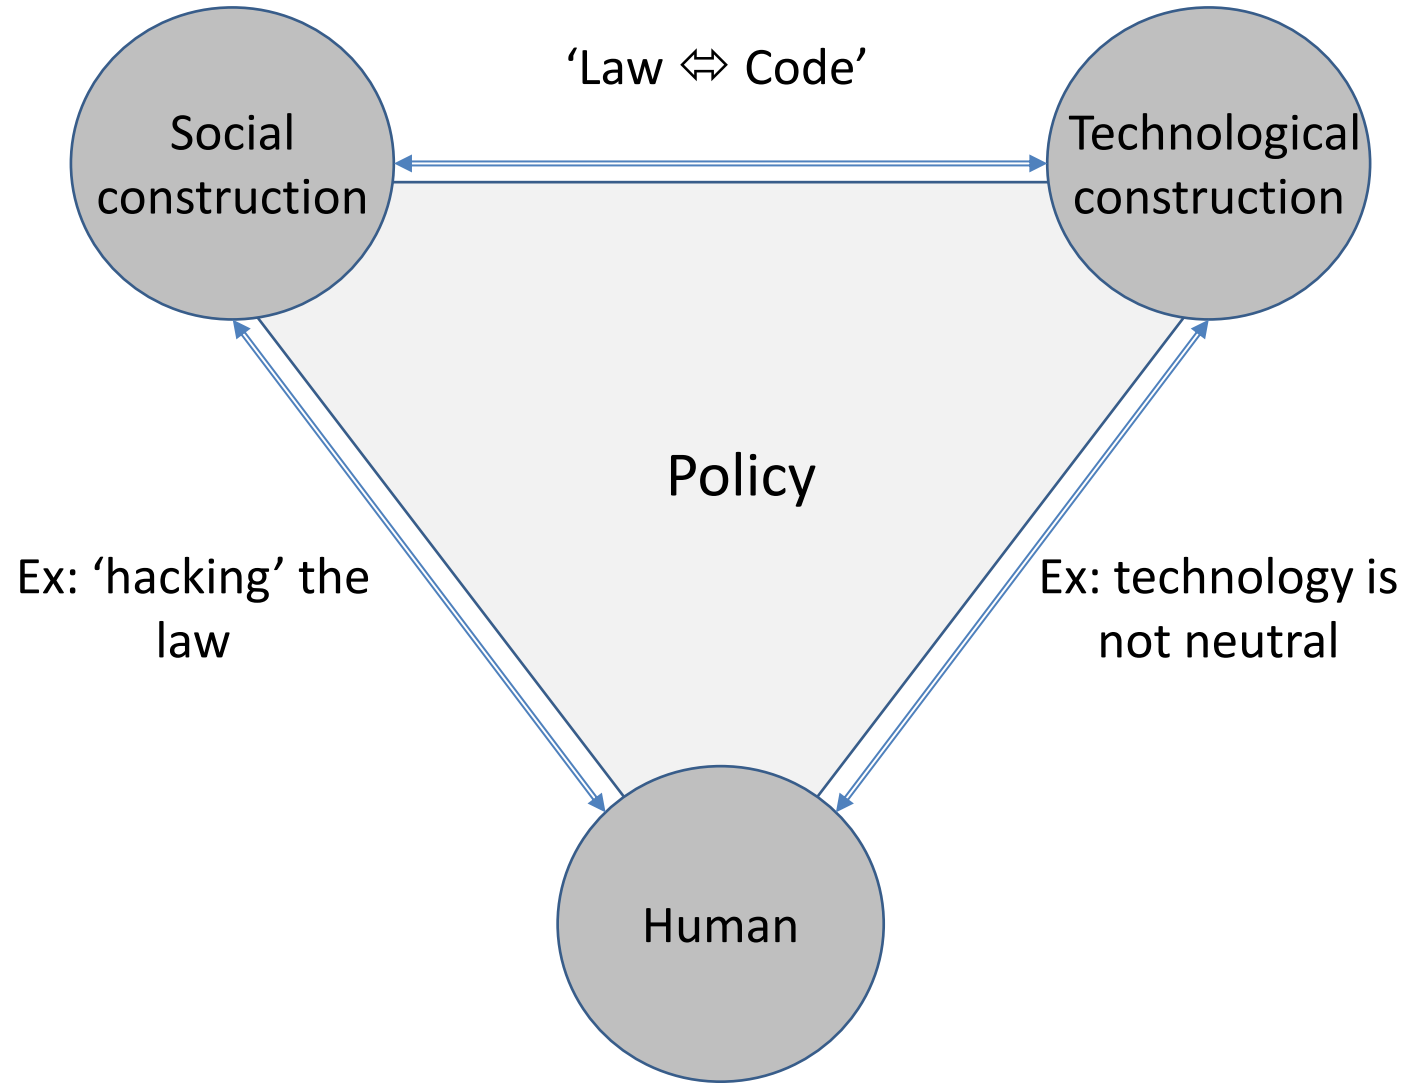 ‘Law ⬄ Code’
Social
construction
Technological
construction
Policy
Ex: ‘hacking’ the
law
Ex: technology is
not neutral
Human